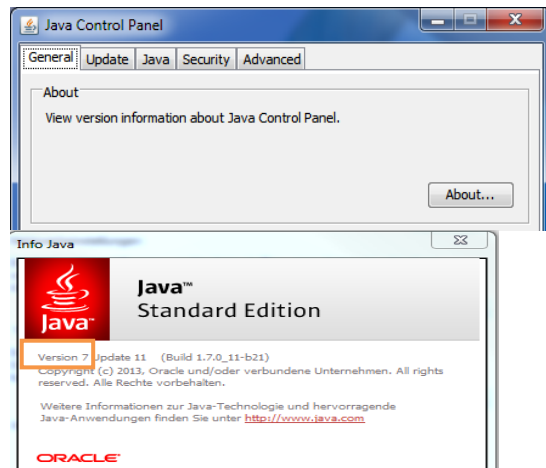 Java Control Panel
General Update Java Security Advanced
About
View version information about Java Control Panel.
About...
Info Java
Java™
Java™
Standard Edition
Version 7 Update 11 (Build 1.7.0_11-b21)
Copyright (c) 2013, Oracle und/oder verbundene Unternehmen. All rights
reserved. Alle Rechte vorbehalten.
Weitere Informationen zur Java-Technologie und hervorragende
Java-Anwendungen finden Sie unter http://www.java.com
ORACLE